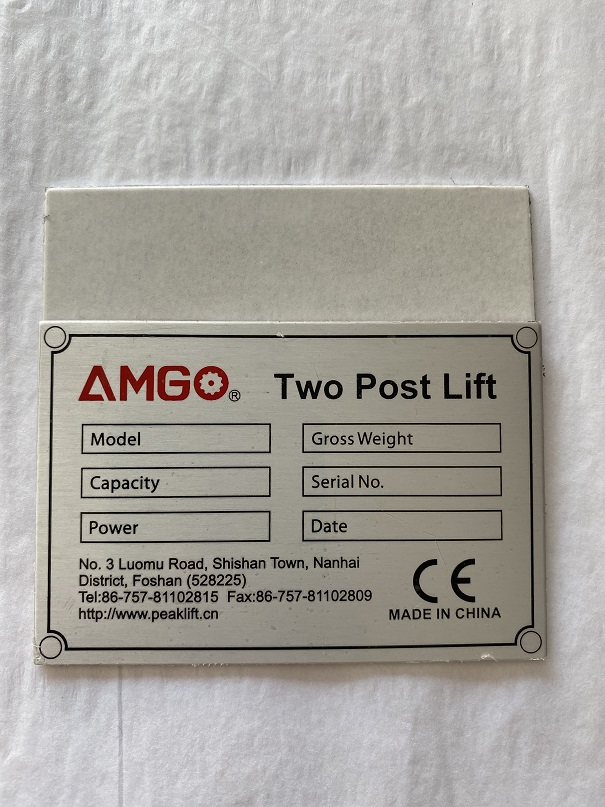 AMGO® Two Post Lift
Model
Gross Weight
Capacity
Serial No.
Power
Date
No. 3 Luomu Road, Shishan Town, Nanhai
District, Foshan (528225)
Tel:86-757-81102815 Fax:86-757-81102809
http://www.peaklift.cn
CE
MADE IN CHINA